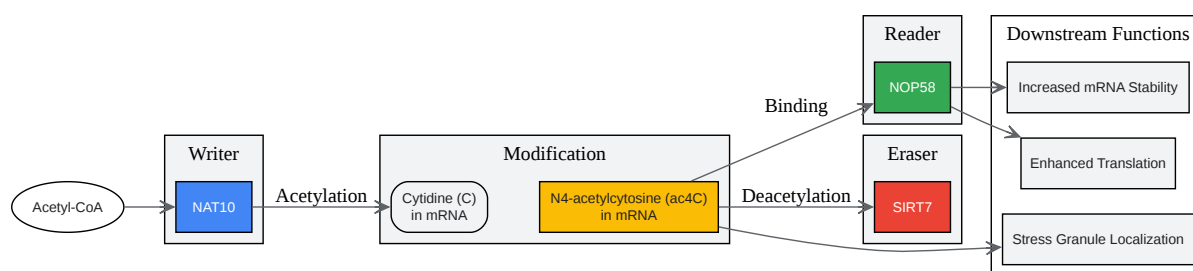 Acetyl-CoA
Writer
NAT10
Acetylation
Modification
Cytidine (C)
in mRNA
N4-acetylcytosine (ac4C)
in mRNA
Binding
Deacetylation
Reader
NOP58
Eraser
SIRT7
Downstream Functions
Increased mRNA Stability
Enhanced Translation
Stress Granule Localization